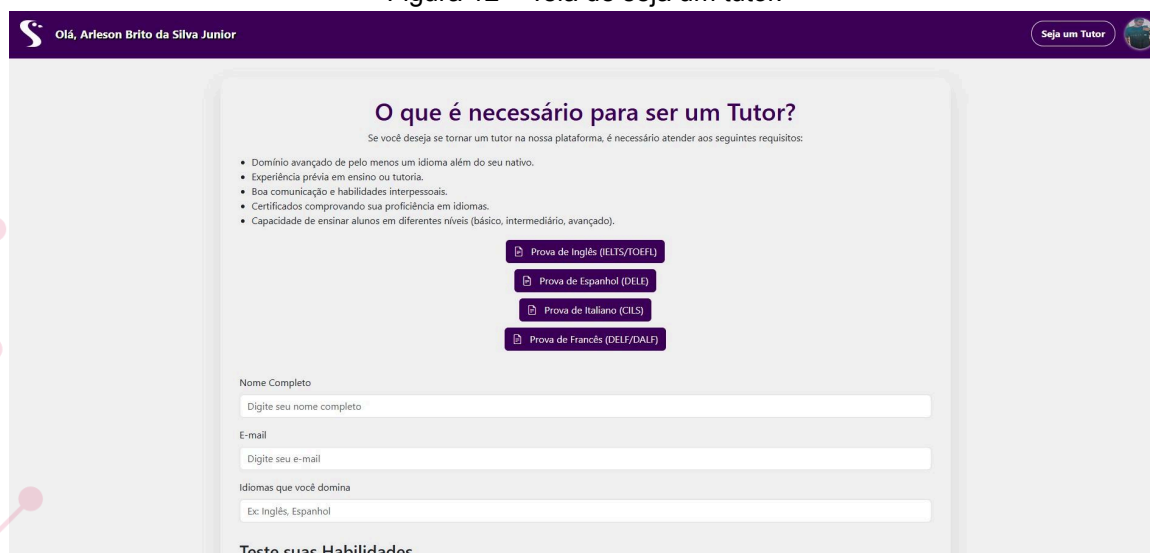 Olá, Arleson Brito da Silva Junior
Seja um Tutor
O que é necessário para ser um Tutor?
Se você deseja se tornar um tutor na nossa plataforma, é necessário atender aos seguintes requisitos:
• Domínio avançado de pelo menos um idioma além do seu nativo.
• Experiência prévia em ensino ou tutoria.
• Boa comunicação e habilidades interpessoais.
• Certificados comprovando sua proficiência em idiomas.
• Capacidade de ensinar alunos em diferentes níveis (básico, intermediário, avançado).
Prova de Inglês (IELTS/TOEFL)
Prova de Espanhol (DELE)
Prova de Italiano (CILS)
Prova de Francês (DELF/DALF)
Nome Completo
Digite seu nome completo
E-mail
Digite seu e-mail
Idiomas que você domina
Ex: Inglês, Espanhol
Teste suas Habilidades